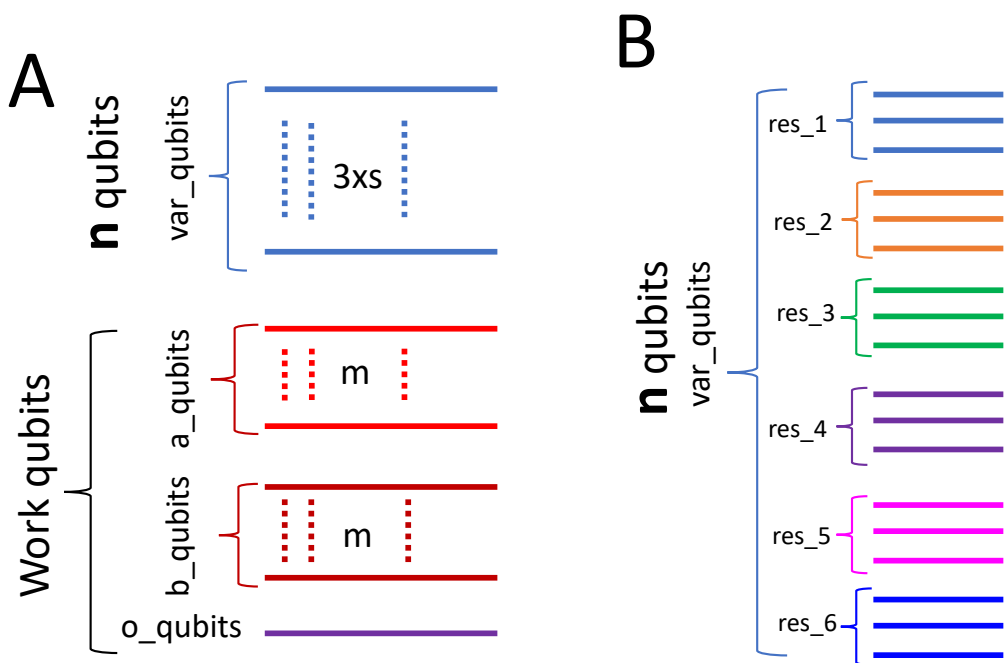 A
n qubits
var_qubits
3xs
Work qubits
a_qubits
m
b_qubits
m
o_qubits
B
n qubits
var_qubits
res_1
res_2
res_3
res_4
res_5
res_6